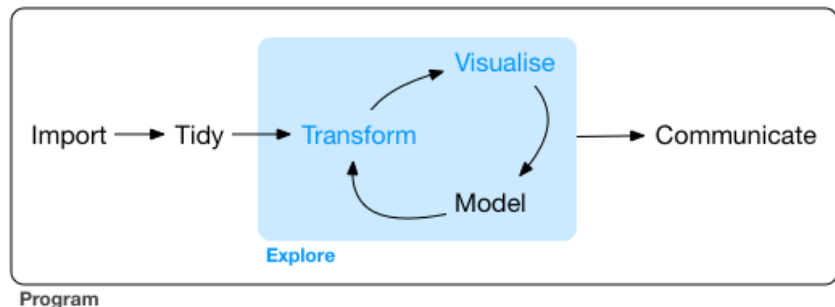 Visualise
Import
Tidy
Transform
Communicate
Model
Explore
Program